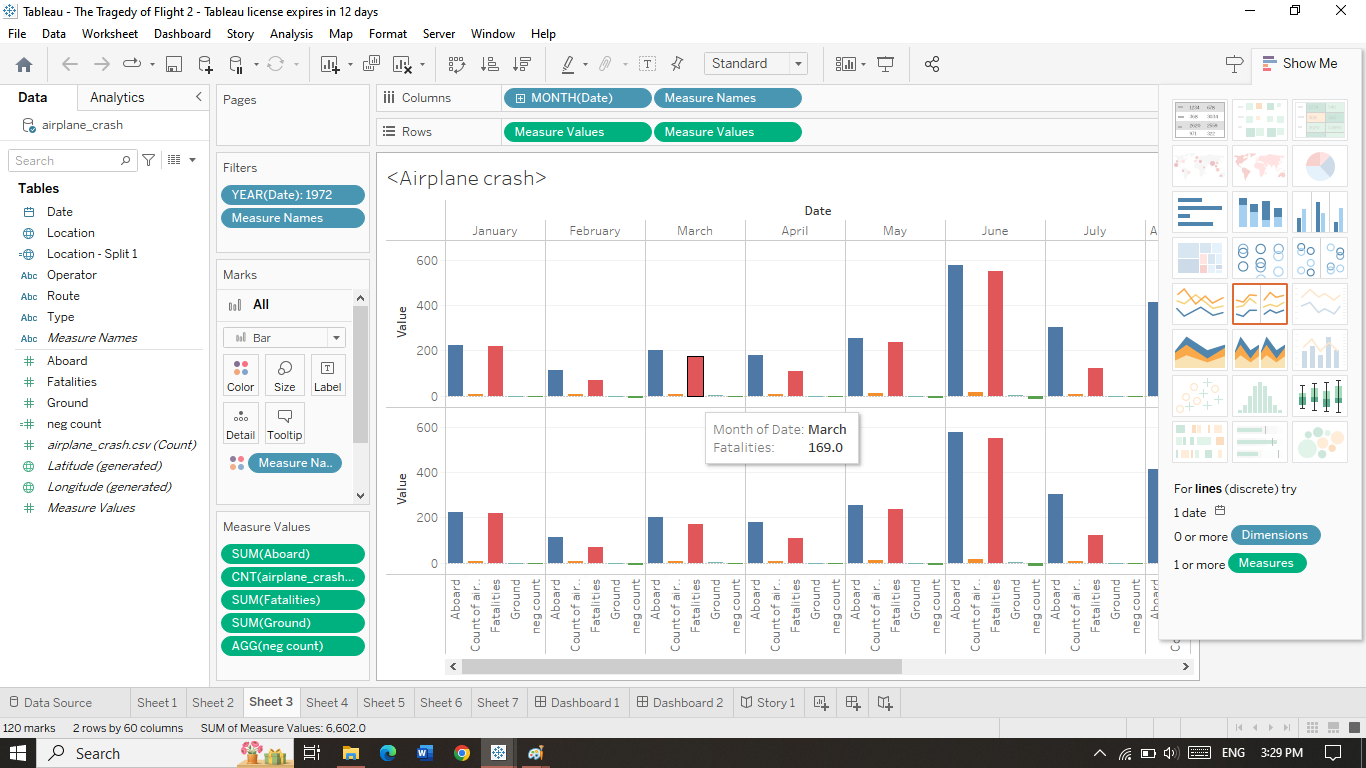 Tableau - The Tragedy of Flight 2 - Tableau license expires in 12 days
File Data Worksheet Dashboard Story Analysis Map Format Server Window Help
Standard
Show Me
Data Analytics
airplane_crash
Search
Tables
Date
Location
Location - Split 1
Abc Operator
Abc Route
Abc Type
Abc Measure Names
Aboard
Fatalities
Ground
neg count
airplane_crash.csv (Count)
Latitude (generated)
Longitude (generated)
Measure Values
Pages
Filters
YEAR(Date): 1972
Measure Names
Marks
All
Bar
Color Size Label
Detail Tooltip
Measure Na..
Measure Values
SUM(Aboard)
CNT(airplane_crash...
SUM(Fatalities)
SUM(Ground)
AGG(neg count)
Columns MONTH(Date) Measure Names
Rows Measure Values Measure Values
<Airplane crash>
Date
January February March April May June July A
600
400
200
0
Value
Month of Date: March
Fatalities: 169.0
600
400
200
0
Value
Aboard Count of air.. Fatalities Ground neg count Aboard Count of air.. Fatalities Ground neg count Aboard Count of air.. Fatalities Ground neg count Aboard Count of air.. Fatalities Ground neg count Aboard Count of air.. Fatalities Ground neg count Aboard Count of air.. Fatalities Ground neg count Aboard Count of air.. Fatalities Ground neg count
For lines (discrete) try
1 date
0 or more Dimensions
1 or more Measures
Data Source Sheet 1 Sheet 2 Sheet 3 Sheet 4 Sheet 5 Sheet 6 Sheet 7 Dashboard 1 Dashboard 2 Story 1
120 marks 2 rows by 60 columns SUM of Measure Values: 6,602.0
Search
ENG 3:29 PM